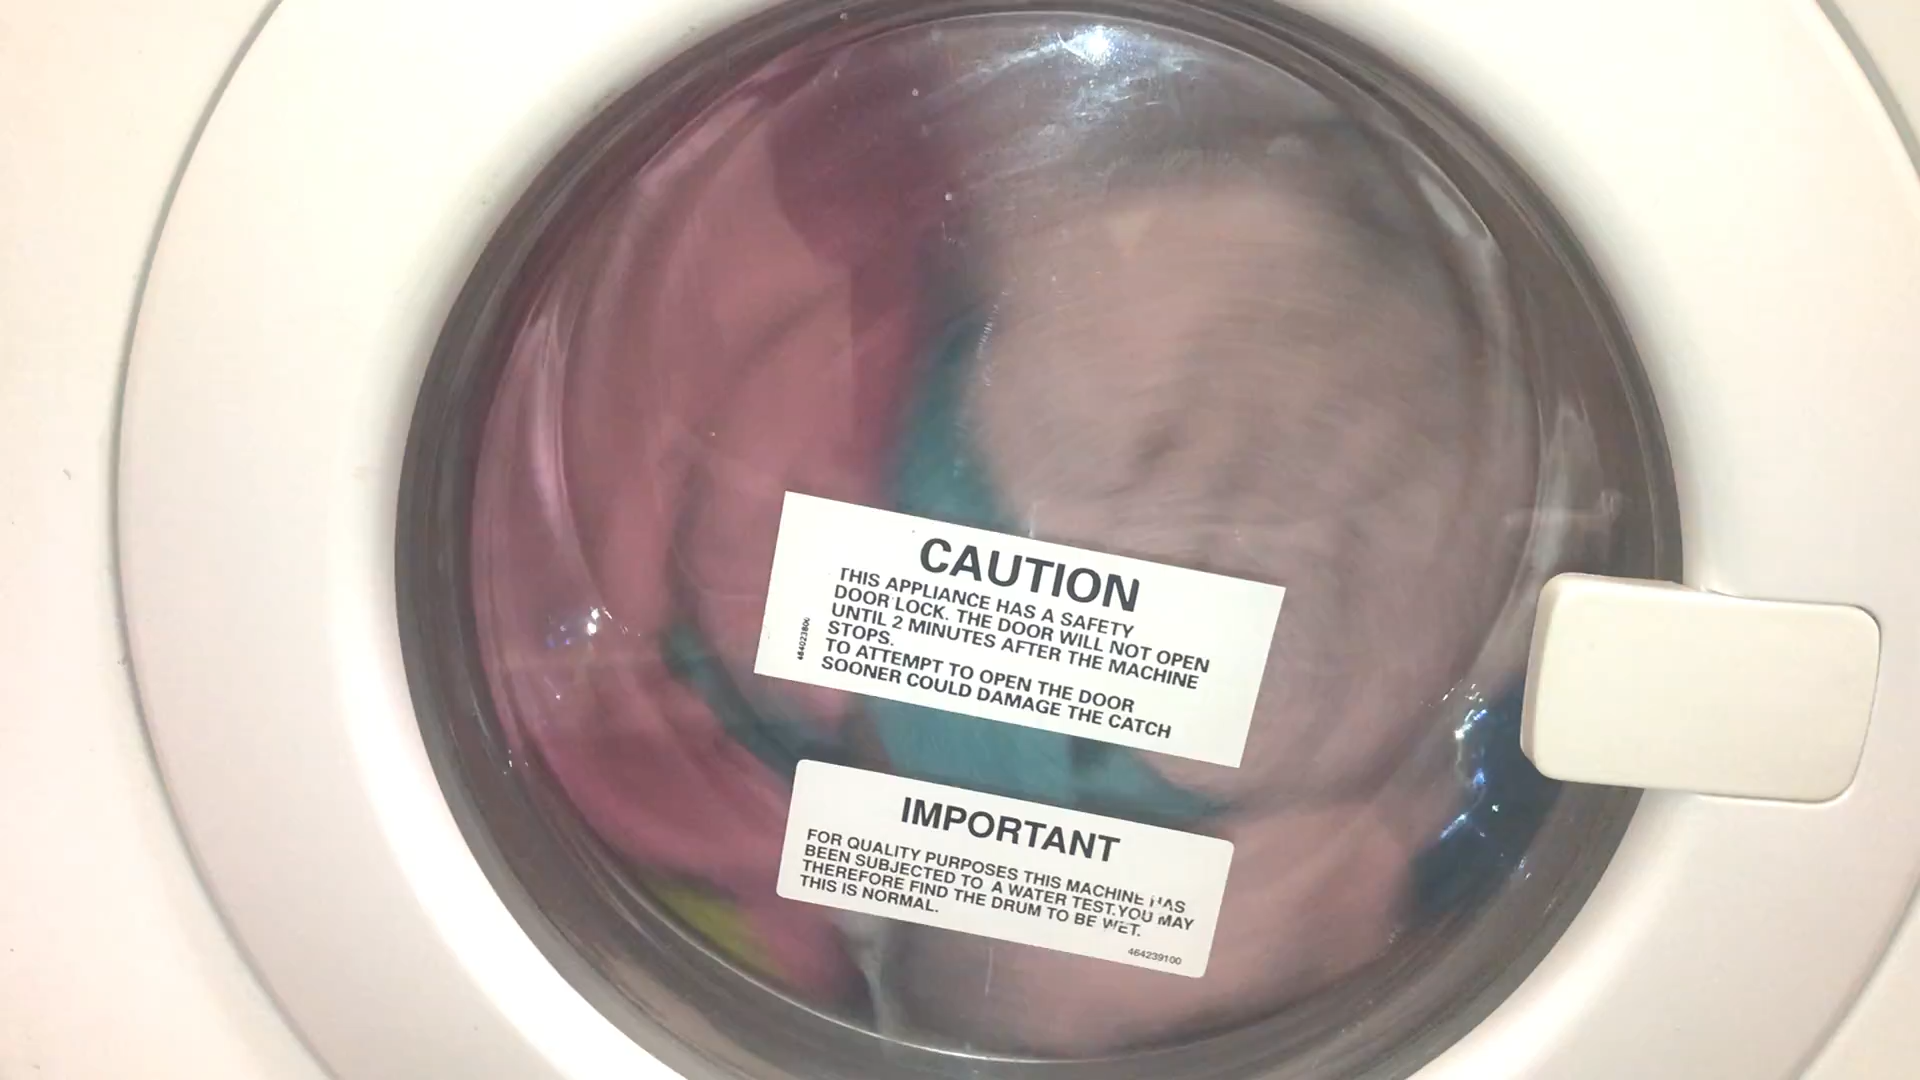 CAUTION
THIS APPLIANCE HAS A SAFETY
DOOR LOCK. THE DOOR WILL NOT OPEN
UNTIL 2 MINUTES AFTER THE MACHINE
STOPS.
TO ATTEMPT TO OPEN THE DOOR
SOONER COULD DAMAGE THE CATCH
464023800
IMPORTANT
FOR QUALITY PURPOSES THIS MACHINE HAS
BEEN SUBJECTED TO A WATER TEST.YOU MAY
THEREFORE FIND THE DRUM TO BE WET.
THIS IS NORMAL.
464239100